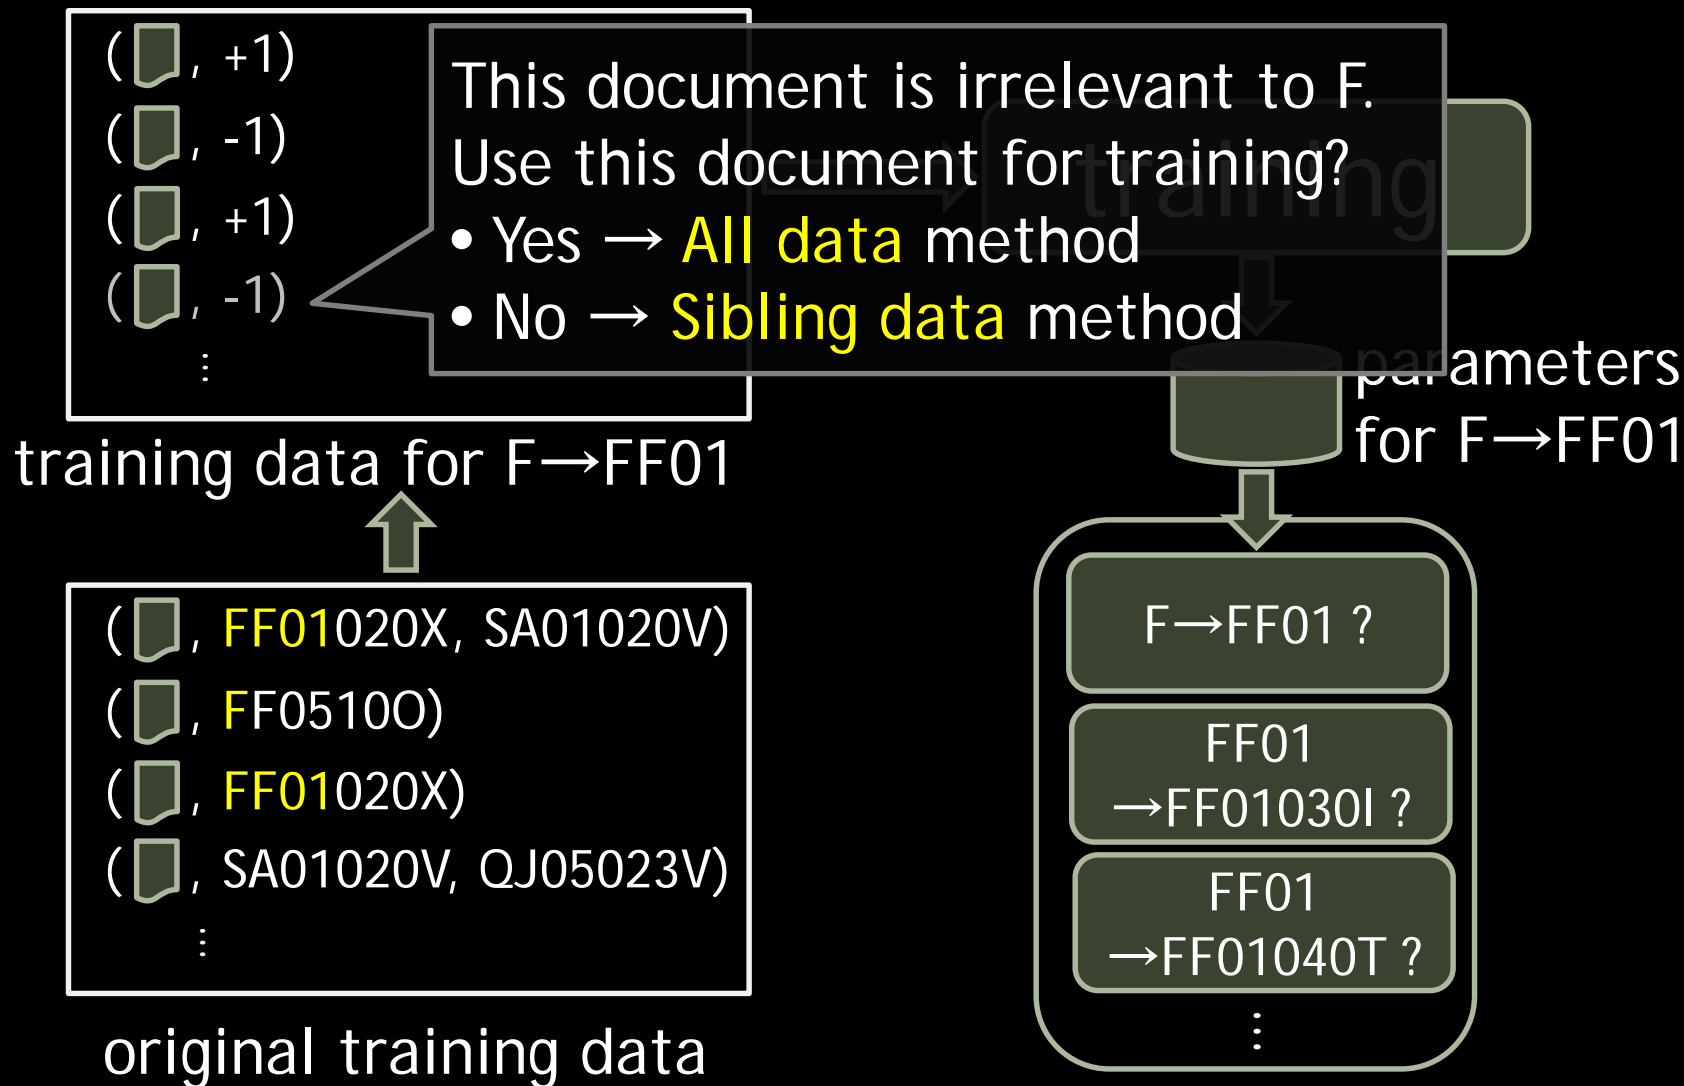 ( , +1)
( , -1)
( , +1)
( , -1)
⋮
training data for F→FF01
This document is irrelevant to F.
Use this document for training?
• Yes → All data method
• No → Sibling data method
training
parameters
for F→FF01
( , FF01020X, SA01020V)
( , FF0510O)
( , FF01020X)
( , SA01020V, QJ05023V)
⋮
original training data
F→FF01 ?
FF01
→FF01030I ?
FF01
→FF01040T ?
⋮